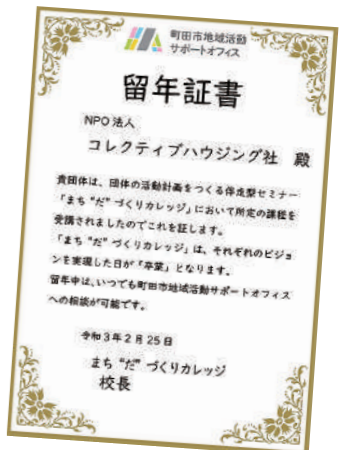 町田市地域活動
サポートオフィス
留年証書
NPO法人
コレクティブハウジング社 殿
貴団体は、団体の活動計画をつくる伴走型セミナー
「まち“だ”づくりカレッジ」において所定の課程を
受講されましたのでこれを証します。
「まち“だ”づくりカレッジ」は、それぞれのビジョ
ンを実現した日が「卒業」となります。
留年中は、いつでも町田市地域活動サポートオフィス
への相談が可能です。
令和3年2月25日
まち“だ”づくりカレッジ
校長